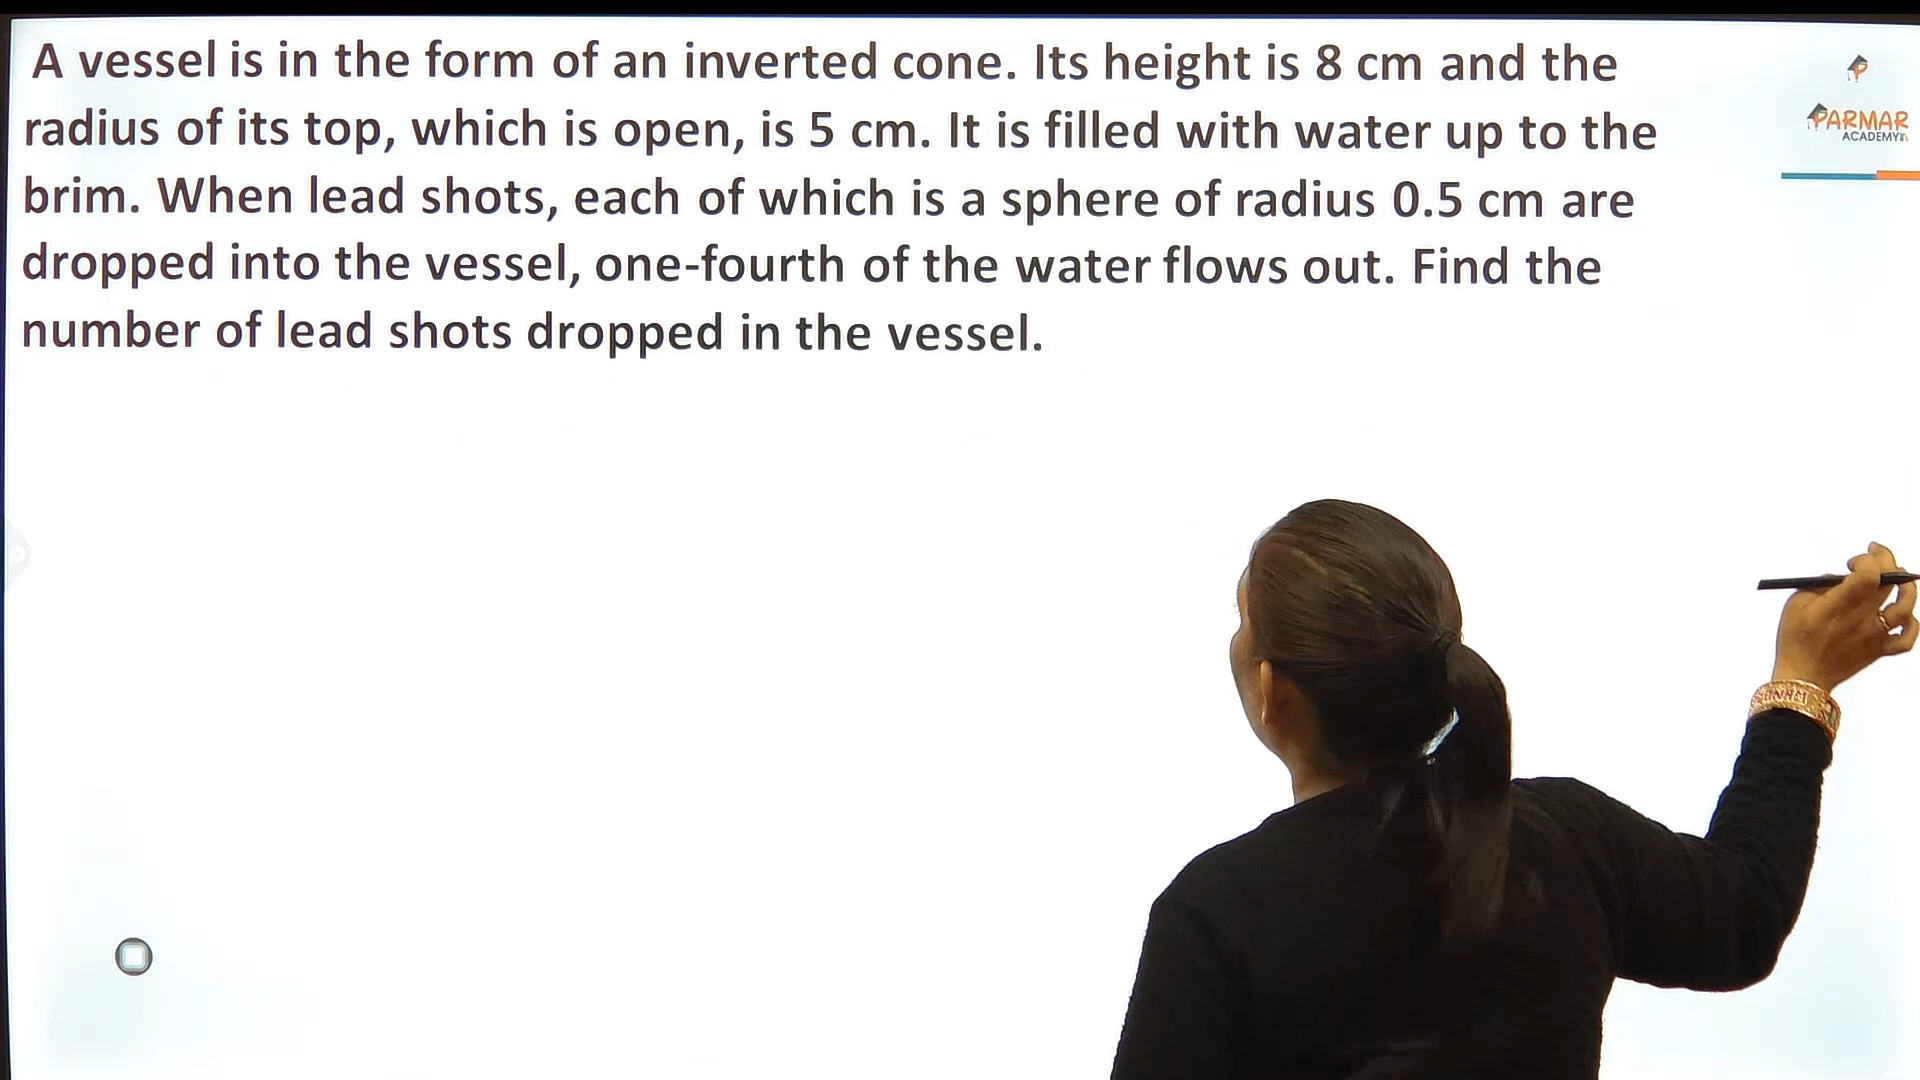 A vessel is in the form of an inverted cone. Its height is 8 cm and the
radius of its top, which is open, is 5 cm. It is filled with water up to the
brim. When lead shots, each of which is a sphere of radius 0.5 cm are
dropped into the vessel, one-fourth of the water flows out. Find the
number of lead shots dropped in the vessel.
PARMAR
ACADEMY